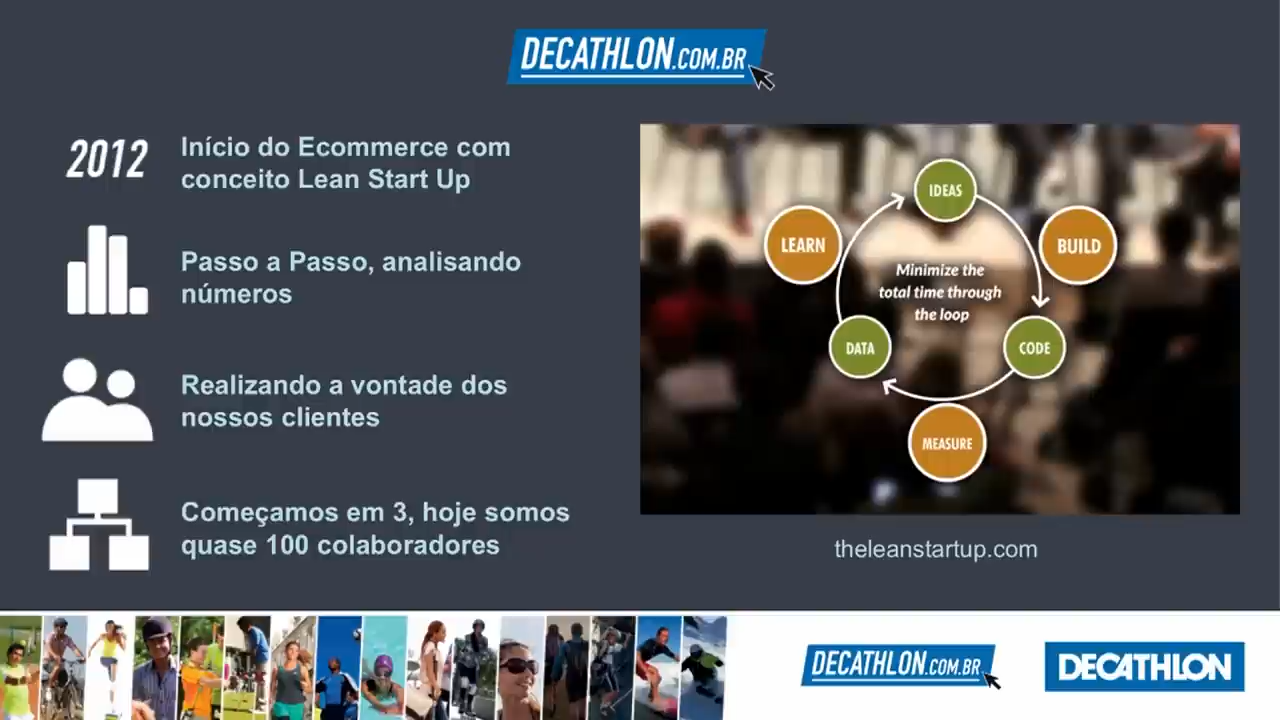 DECATHLON.COM.BR
2012
Início do Ecommerce com
conceito Lean Start Up
Passo a Passo, analisando
números
Realizando a vontade dos
nossos clientes
Começamos em 3, hoje somos
quase 100 colaboradores
IDEAS
LEARN
BUILD
Minimize the
total time through
the loop
DATA
CODE
MEASURE
theleanstartup.com
DECATHLON.COM.BR
DECATHLON